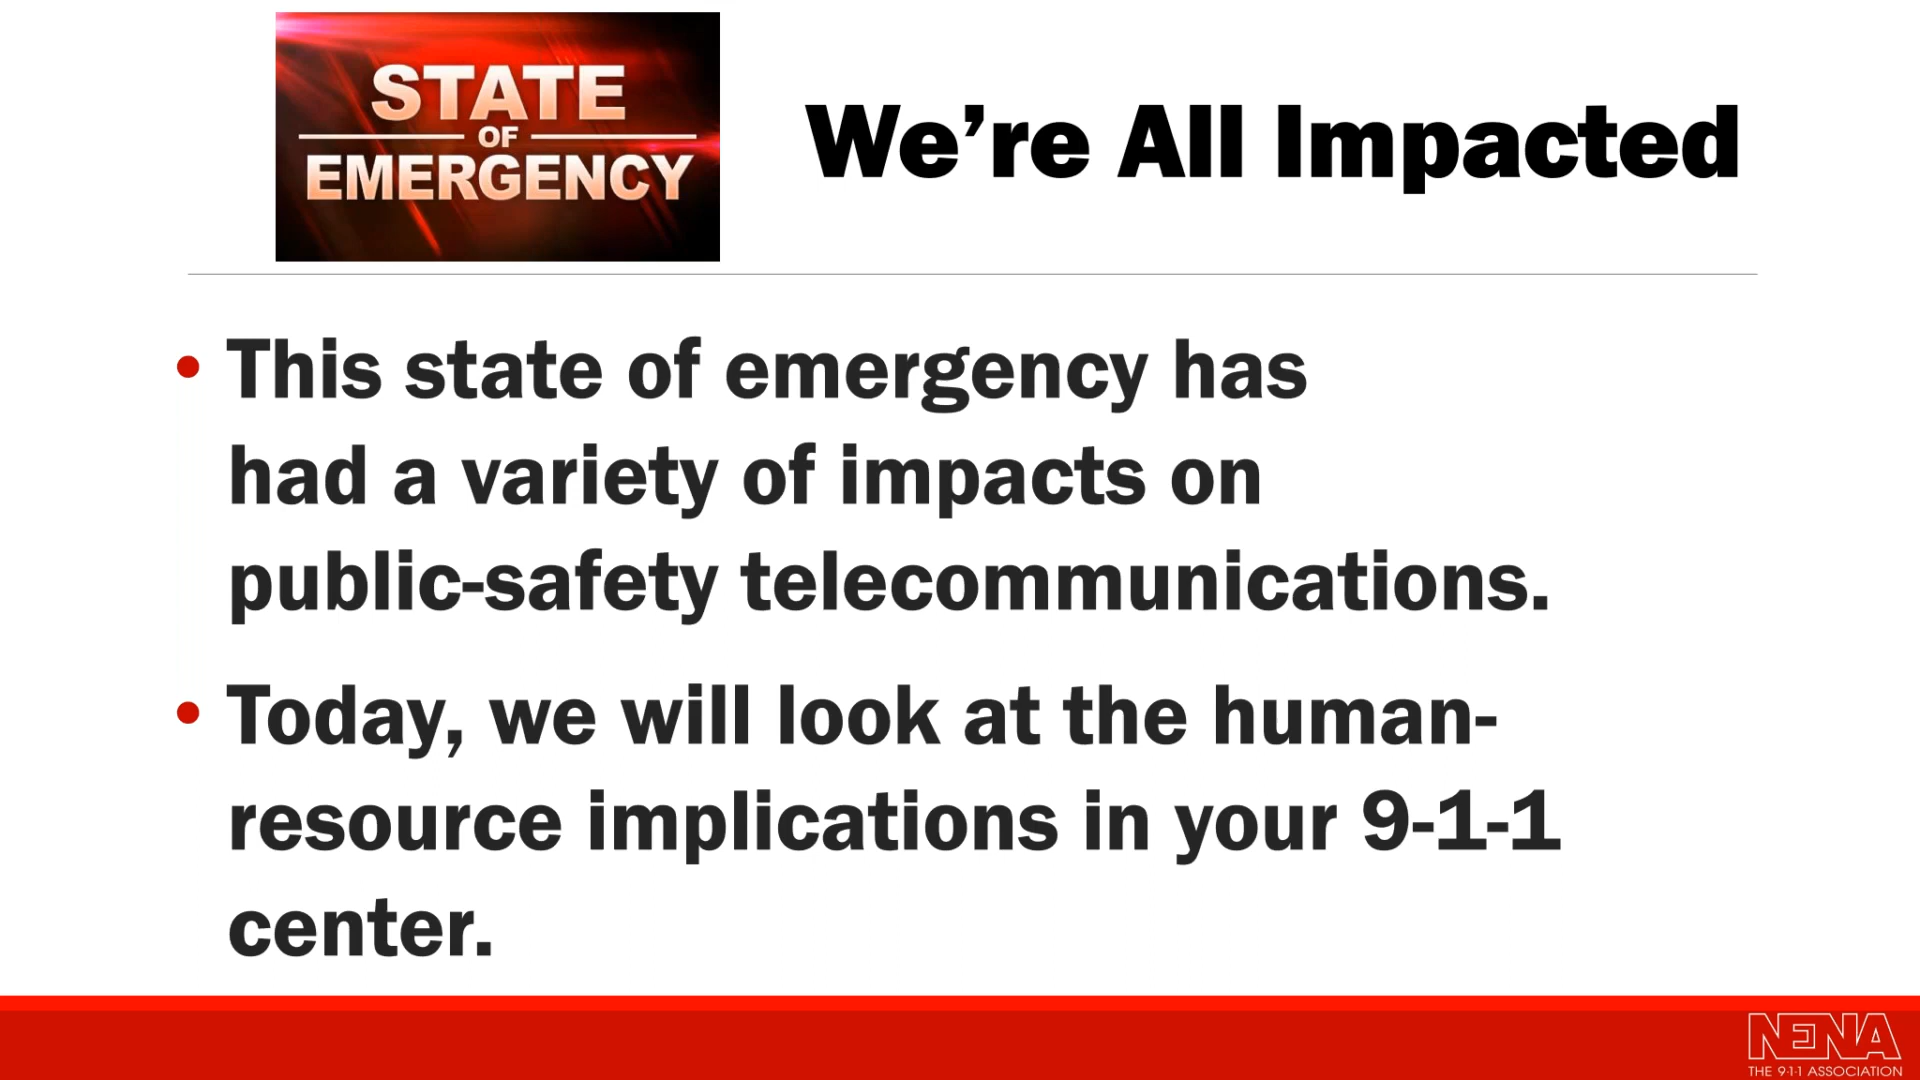 STATE
OF
EMERGENCY
We’re All Impacted
• This state of emergency has
had a variety of impacts on
public-safety telecommunications.
• Today, we will look at the human-
resource implications in your 9-1-1
center.
NENA
THE 9-1-1 ASSOCIATION